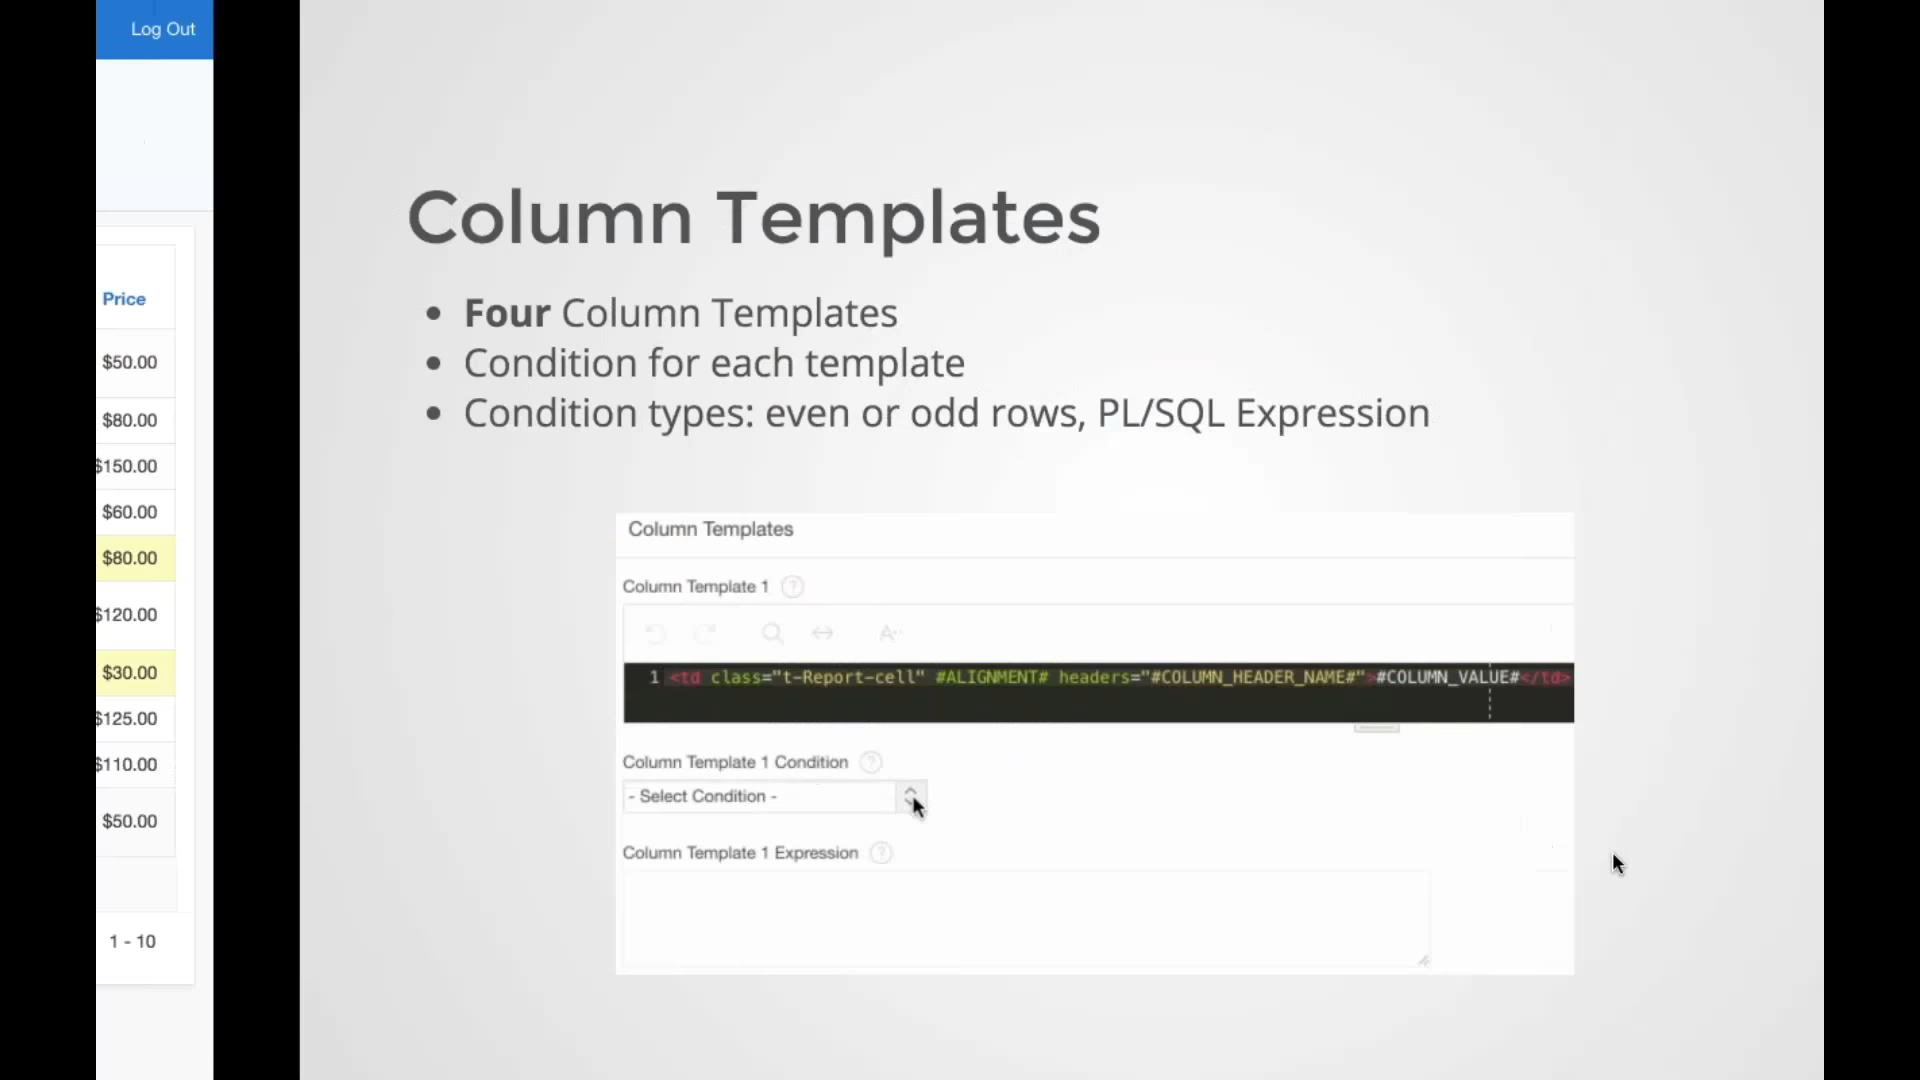 Log Out
Price
$50.00
$80.00
$150.00
$60.00
$80.00
$120.00
$30.00
$125.00
$110.00
$50.00
1 - 10
Column Templates
• Four Column Templates
• Condition for each template
• Condition types: even or odd rows, PL/SQL Expression
Column Templates
Column Template 1 ?
A··
1 <td class="t-Report-cell" #ALIGNMENT# headers="#COLUMN_HEADER_NAME#">#COLUMN_VALUE#</td>
Column Template 1 Condition ?
- Select Condition -
Column Template 1 Expression ?